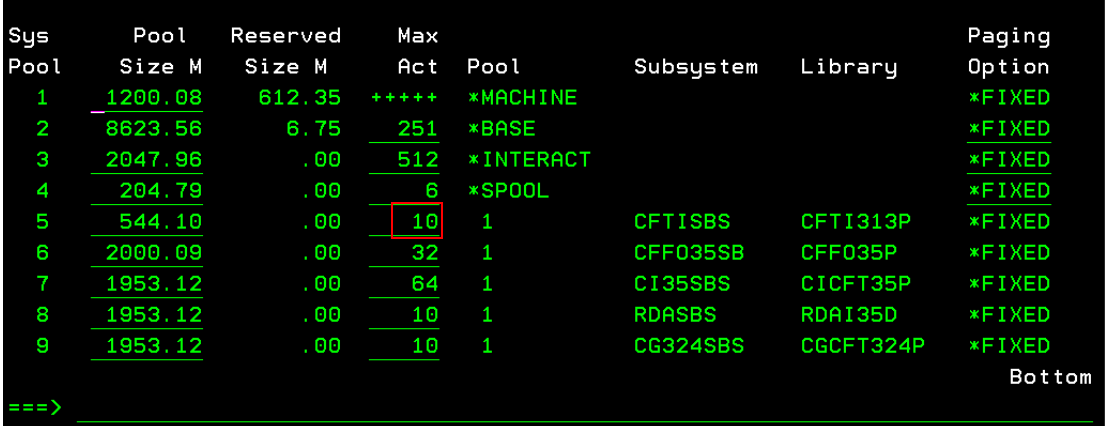 Sys Pool Reserved Max Paging
Pool Size M Size M Act Pool Subsystem Library Option
1 1200.08 612.35 +++++ *MACHINE *FIXED
2 8623.56 6.75 251 *BASE *FIXED
3 2047.96 .00 512 *INTERACT *FIXED
4 204.79 .00 6 *SPOOL *FIXED
5 544.10 .00 10 1 CFTISBS CFTI313P *FIXED
6 2000.09 .00 32 1 CFFO35SB CFFO35P *FIXED
7 1953.12 .00 64 1 CI35SBS CICFT35P *FIXED
8 1953.12 .00 10 1 RDASBS RDAI35D *FIXED
9 1953.12 .00 10 1 CG324SBS CGCFT324P *FIXED
Bottom
===>